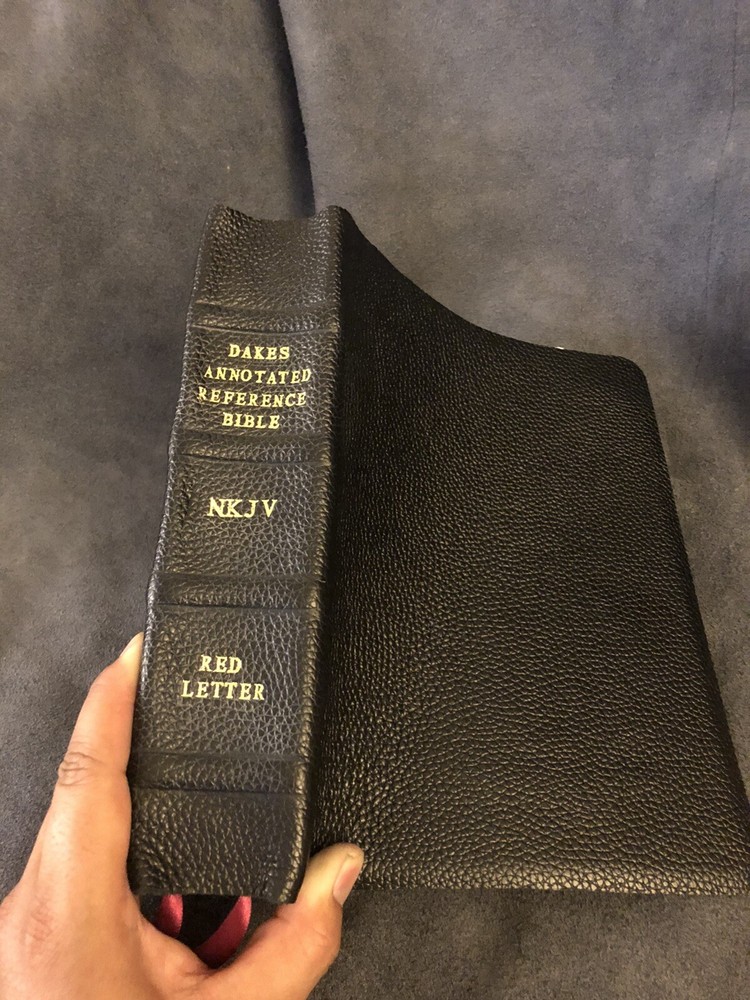 DAKES
ANNOTATED
REFERENCE
BIBLE
NKJV
RED
LETTER